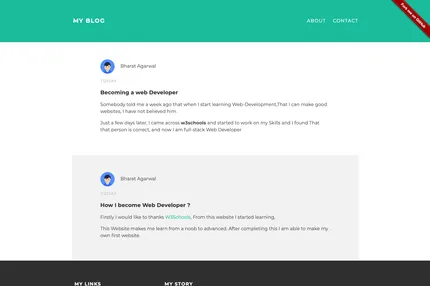 MY BLOG
ABOUT
CONTACT
Fork me on GitHub
Bharat Agarwal
TODAY
Becoming a web Developer
Somebody told me a week ago that when I start learning Web-Development,That I can make good
websites, I have not believed him.
Just a few days later, I came across w3schools and started to work on my Skills and I found That
that person is correct, and now I am full stack Web Developer
Bharat Agarwal
TODAY
How I become Web Developer ?
Firstly I would like to thanks W3Schools, From this website I started learning,
This Website makes me learn from a noob to advanced. After completing this I am able to make my
own first website.
MY LINKS
MY STORY